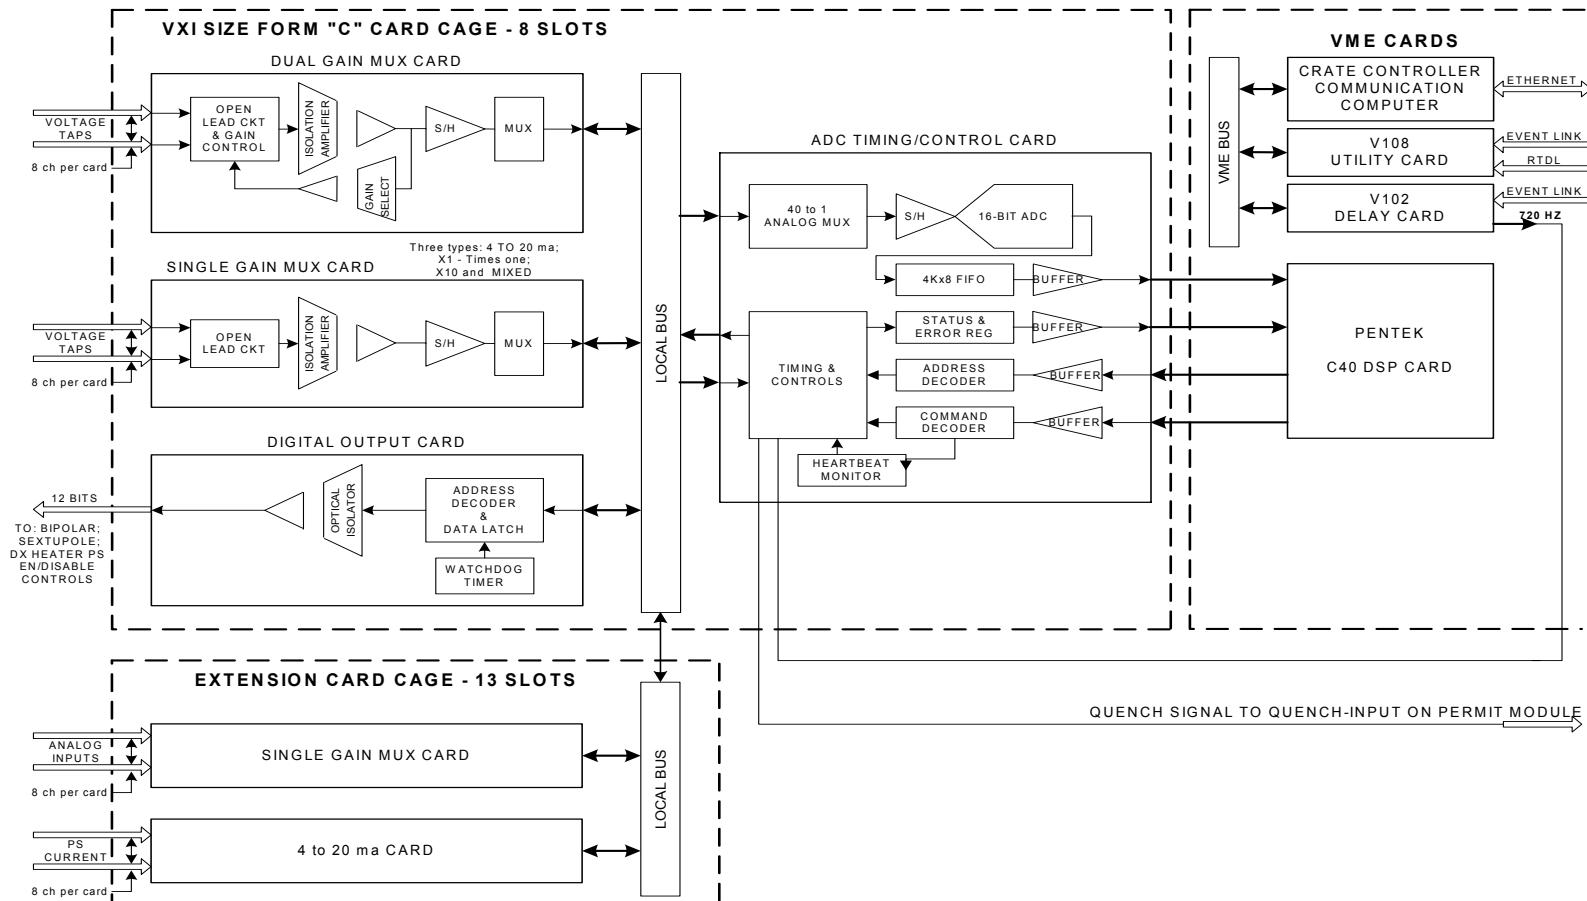 VXI SIZE FORM "C" CARD CAGE - 8 SLOTS
DUAL GAIN MUX CARD
VOLTAGE
TAPS
8 ch per card
OPEN
LEAD CKT
& GAIN
CONTROL
ISOLATION
AMPLIFIER
GAIN
SELECT
S/H
MUX
Three types: 4 TO 20 ma;
X1 - Times one;
X10 and MIXED
SINGLE GAIN MUX CARD
VOLTAGE
TAPS
8 ch per card
OPEN
LEAD CKT
ISOLATION
AMPLIFIER
S/H
MUX
DIGITAL OUTPUT CARD
12 BITS
TO: BIPOLAR;
SEXTUPOLE;
DX HEATER PS
EN/DISABLE
CONTROLS
OPTICAL
ISOLATOR
ADDRESS
DECODER
&
DATA LATCH
WATCHDOG
TIMER
LOCAL BUS
ADC TIMING/CONTROL CARD
40 to 1
ANALOG MUX
S/H
16-BIT ADC
4Kx8 FIFO
BUFFER
TIMING &
CONTROLS
STATUS &
ERROR REG
BUFFER
ADDRESS
DECODER
BUFFER
COMMAND
DECODER
BUFFER
HEARTBEAT
MONITOR
VME CARDS
VME BUS
CRATE CONTROLLER
COMMUNICATION
COMPUTER
ETHERNET
V108
UTILITY CARD
EVENT LINK
RTDL
V102
DELAY CARD
EVENT LINK
720 HZ
PENTEK
C40 DSP CARD
EXTENSION CARD CAGE - 13 SLOTS
ANALOG
INPUTS
8 ch per card
SINGLE GAIN MUX CARD
PS
CURRENT
8 ch per card
4 to 20 ma CARD
LOCAL BUS
QUENCH SIGNAL TO QUENCH-INPUT ON PERMIT MODULE